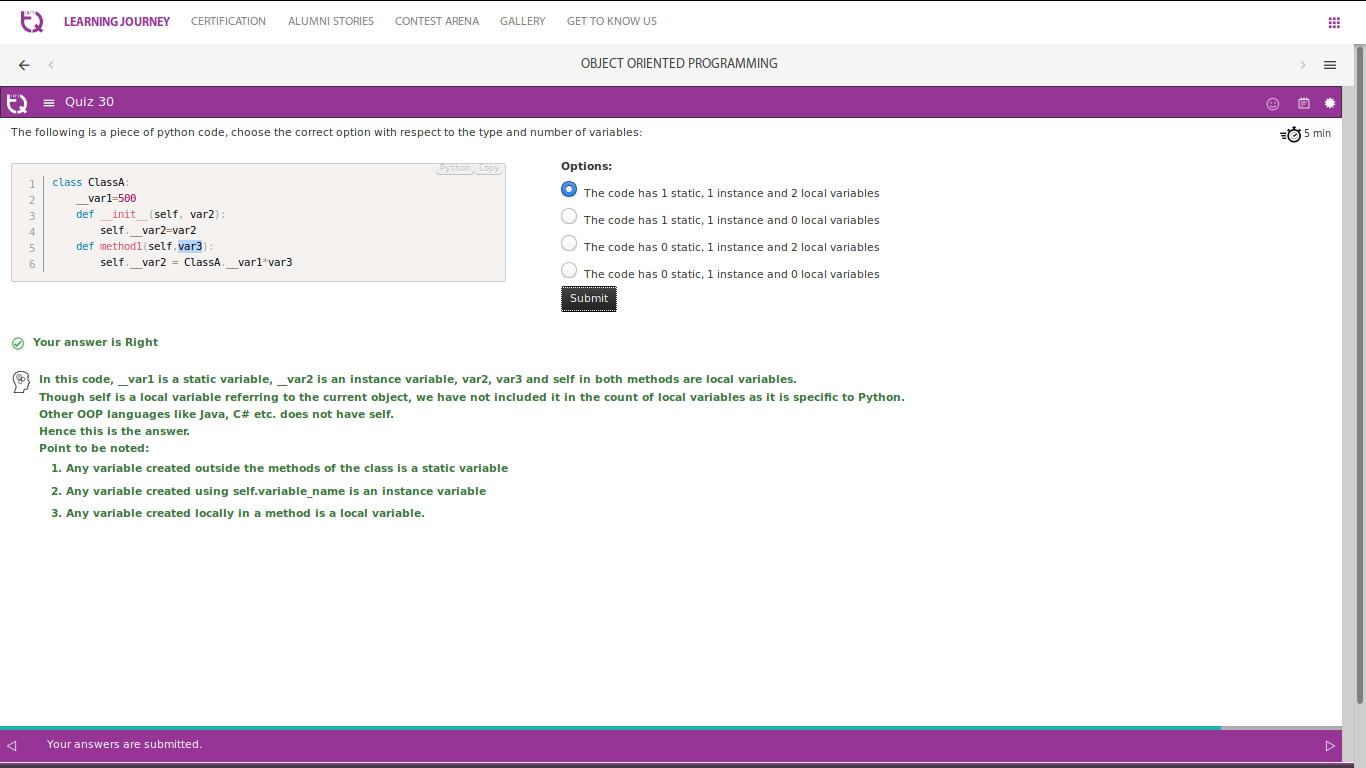 LEARNING JOURNEY CERTIFICATION ALUMNI STORIES CONTEST ARENA GALLERY GET TO KNOW US
OBJECT ORIENTED PROGRAMMING
Quiz 30
The following is a piece of python code, choose the correct option with respect to the type and number of variables:
5 min
Python Copy
1 class ClassA:
2 __var1=500
3 def __init__(self, var2):
4 self.__var2=var2
5 def method1(self,var3):
6 self.__var2 = ClassA.__var1*var3
Options:
The code has 1 static, 1 instance and 2 local variables
The code has 1 static, 1 instance and 0 local variables
The code has 0 static, 1 instance and 2 local variables
The code has 0 static, 1 instance and 0 local variables
Submit
Your answer is Right
In this code, __var1 is a static variable, __var2 is an instance variable, var2, var3 and self in both methods are local variables.
Though self is a local variable referring to the current object, we have not included it in the count of local variables as it is specific to Python.
Other OOP languages like Java, C# etc. does not have self.
Hence this is the answer.
Point to be noted:
1. Any variable created outside the methods of the class is a static variable
2. Any variable created using self.variable_name is an instance variable
3. Any variable created locally in a method is a local variable.
Your answers are submitted.